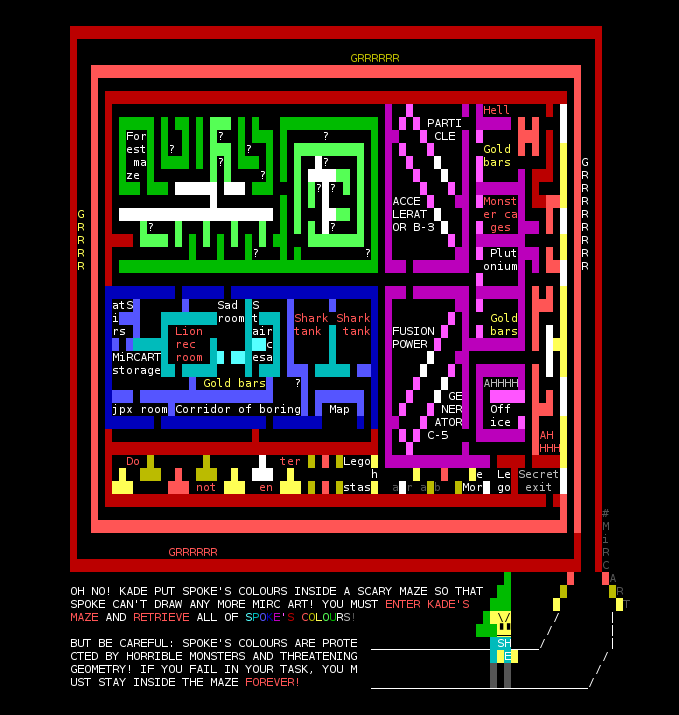 GRRRRRR
Hell
PARTI
For ? ? CLE
est ? ? Gold
ma ? ? bars
ze ?
? ?
ACCE Monst
LERAT er ca
OR B-3 ? ? ges
? ? Plut
onium
GRRRRR
GRRRRRRRR
atS Sad S
i room t Shark Shark Gold
rs Lion air tank tank FUSION bars
rec c POWER
MiRCART room esa
storage
Gold bars ? AHHHH
GE
jpx room Corridor of boring Map NER Off
ATOR ice
C-5 AH
HHH
Do ter Lego
h e Le Secret
not en stas Mor go exit
GRRRRRR
#MiRCART
OH NO! KADE PUT SPOKE'S COLOURS INSIDE A SCARY MAZE SO THAT
SPOKE CAN'T DRAW ANY MORE MIRC ART! YOU MUST ENTER KADE'S
MAZE AND RETRIEVE ALL OF SPOKE'S COLOURS!
BUT BE CAREFUL: SPOKE'S COLOURS ARE PROTE
CTED BY HORRIBLE MONSTERS AND THREATENING
GEOMETRY! IF YOU FAIL IN YOUR TASK, YOU M
UST STAY INSIDE THE MAZE FOREVER!
SH
E